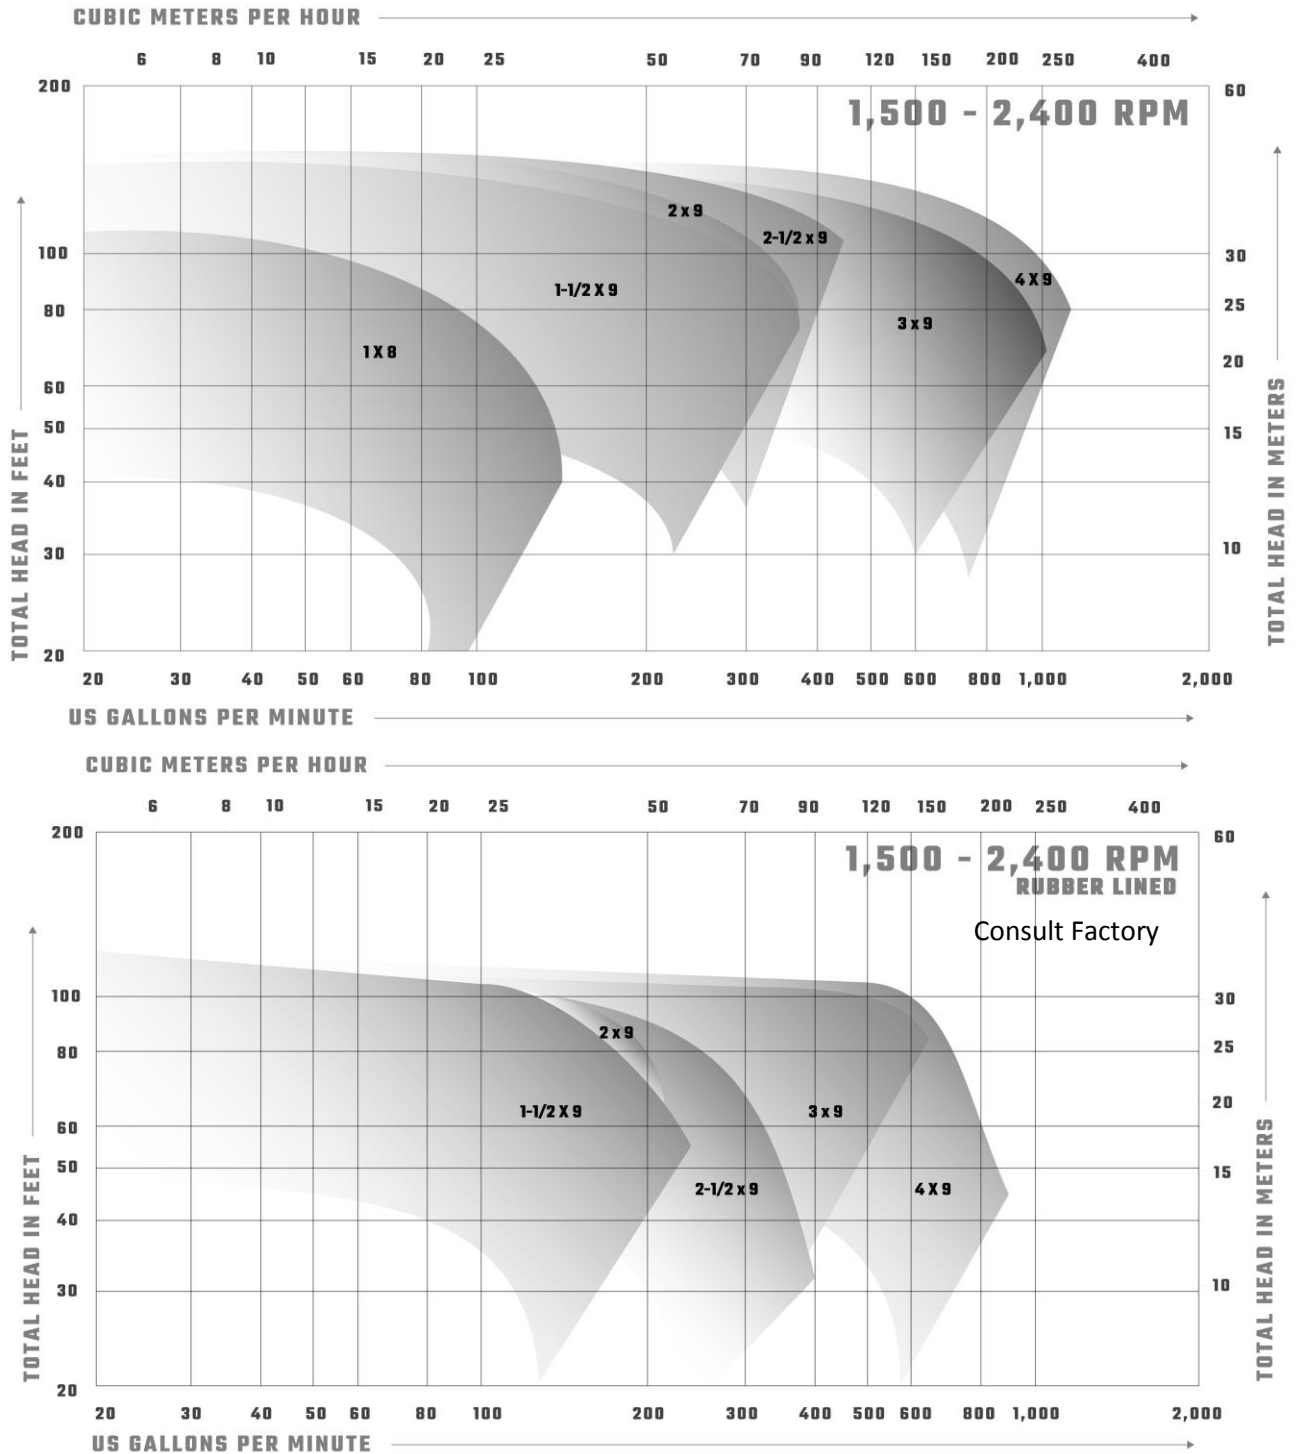 CUBIC METERS PER HOUR
6 8 10 15 20 25 50 70 90 120 150 200 250 400
200 60
1,500 - 2,400 RPM
2 x 9
2-1/2 x 9
100 30
4 X 9
1-1/2 X 9
80 25
3 x 9
1 X 8
20
60
50 15
40
30 10
20
TOTAL HEAD IN FEET
TOTAL HEAD IN METERS
20 30 40 50 60 80 100 200 300 400 500 600 800 1,000 2,000
US GALLONS PER MINUTE
CUBIC METERS PER HOUR
6 8 10 15 20 25 50 70 90 120 150 200 250 400
200 60
1,500 - 2,400 RPM
RUBBER LINED
Consult Factory
100 30
2 x 9
80 25
20
1-1/2 X 9 3 x 9
60
50 15
2-1/2 x 9 4 X 9
40
30 10
20
TOTAL HEAD IN FEET
TOTAL HEAD IN METERS
20 30 40 50 60 80 100 200 300 400 500 600 800 1,000 2,000
US GALLONS PER MINUTE